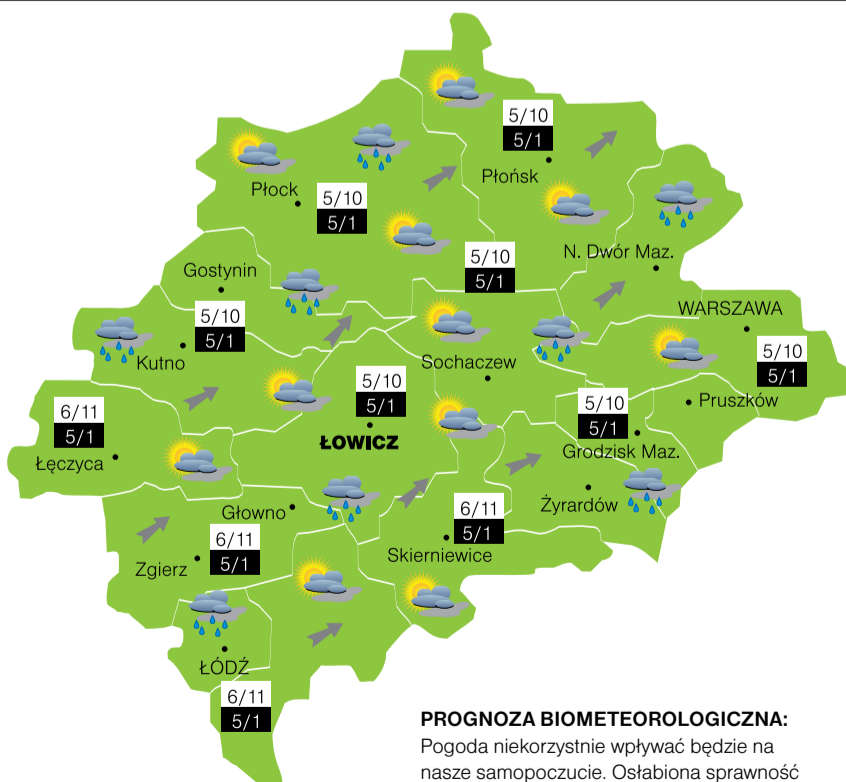 5/10
5/1
Płońsk
Płock
5/10
5/1
N. Dwór Maz.
5/10
5/1
Gostynin
WARSZAWA
5/10
5/1
Kutno
Sochaczew
5/10
5/1
5/10
5/1
ŁOWICZ
Pruszków
5/10
5/1
Grodzisk Maz.
6/11
5/1
Łęczyca
Żyrardów
Głowno
6/11
5/1
Skierniewice
6/11
5/1
Zgierz
ŁÓDŹ
6/11
5/1
PROGNOZA BIOMETEOROLOGICZNA:
Pogoda niekorzystnie wpływać będzie na
nasze samopoczucie. Osłabiona sprawność